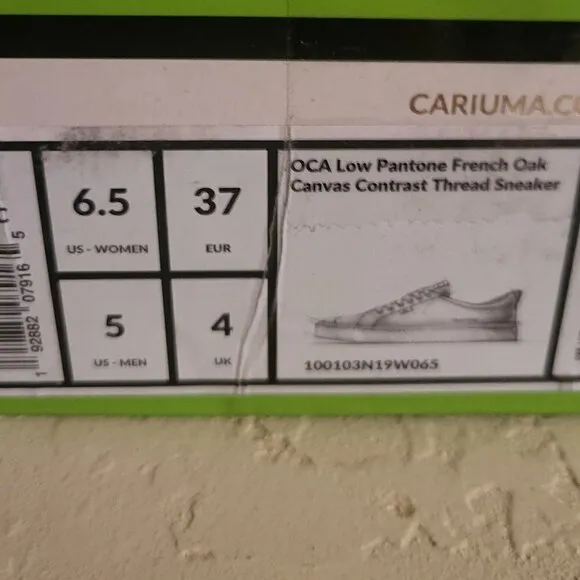 CARIUMA.C
6.5
US - WOMEN
37
EUR
5
US - MEN
4
UK
OCA Low Pantone French Oak
Canvas Contrast Thread Sneaker
100103N19W065
1 92882 07916 5